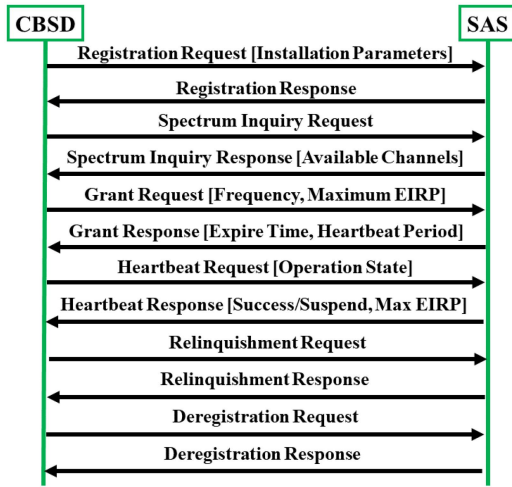 CBSD
SAS
Registration Request [Installation Parameters]
Registration Response
Spectrum Inquiry Request
Spectrum Inquiry Response [Available Channels]
Grant Request [Frequency, Maximum EIRP]
Grant Response [Expire Time, Heartbeat Period]
Heartbeat Request [Operation State]
Heartbeat Response [Success/Suspend, Max EIRP]
Relinquishment Request
Relinquishment Response
Deregistration Request
Deregistration Response